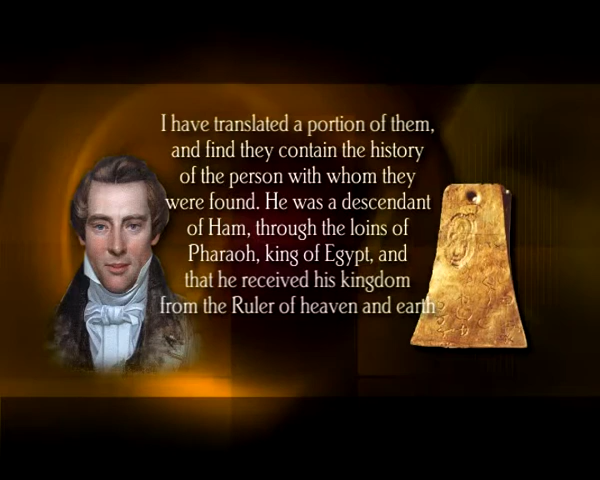 I have translated a portion of them,
and find they contain the history
of the person with whom they
were found. He was a descendant
of Ham, through the loins of
Pharaoh, king of Egypt, and
that he received his kingdom
from the Ruler of heaven and earth